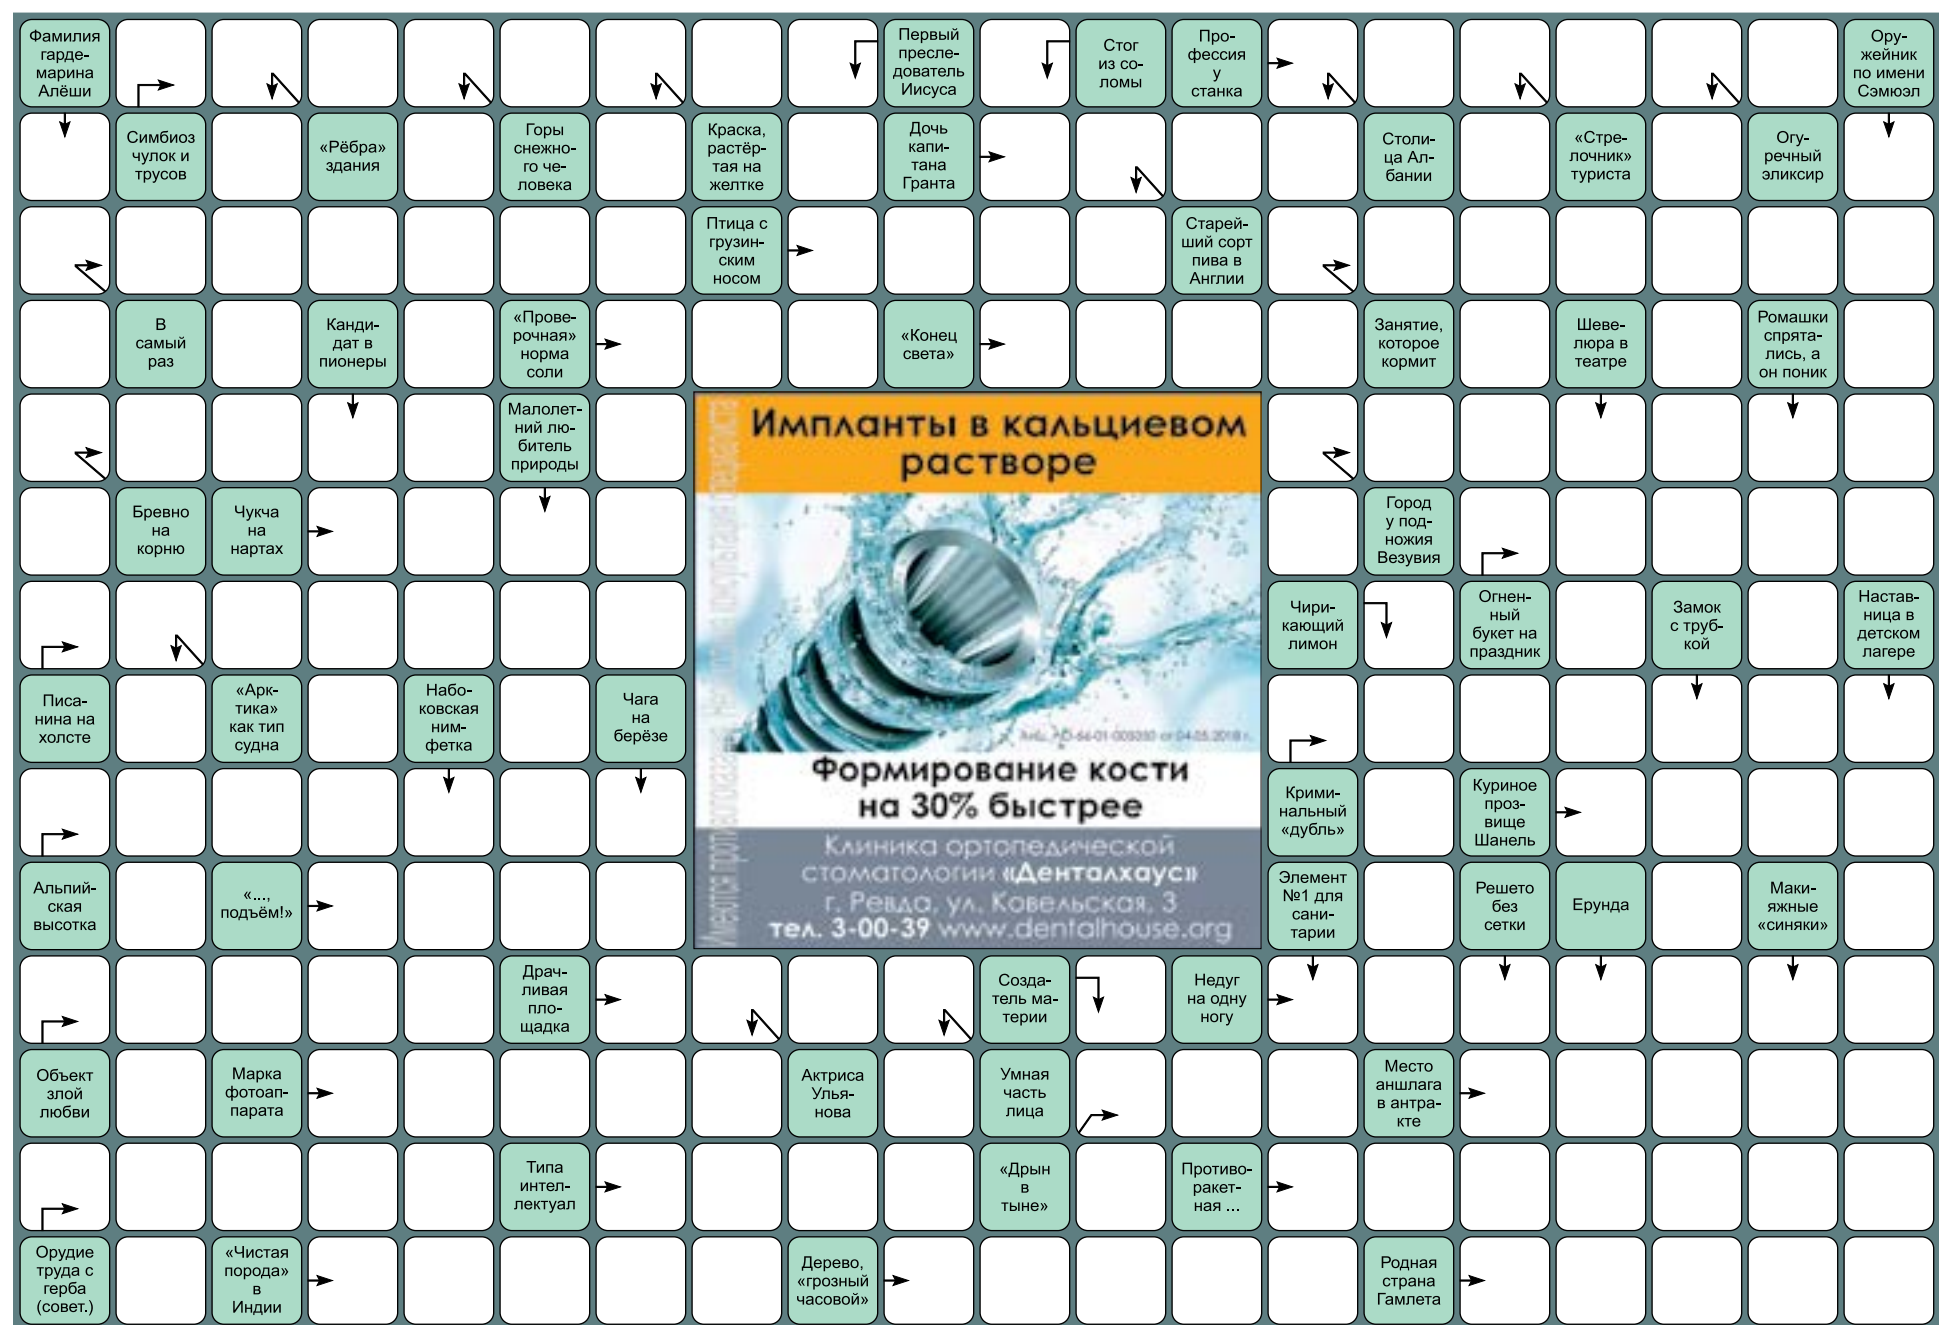 Фамилия
гарде-
марина
Алёши
Первый
пресле-
дователь
Иисуса
Стог
из со-
ломы
Про-
фессия
у
станка
Ору-
жейник
по имени
Сэмюэл
Симбиоз
чулок и
трусов
«Рёбра»
здания
Горы
снежно-
го че-
ловека
Краска,
растёр-
тая на
желтке
Дочь
капи-
тана
Гранта
Столи-
ца Ал-
бании
«Стре-
лочник»
туриста
Огу-
речный
эликсир
Птица с
грузин-
ским
носом
Старей-
ший сорт
пива в
Англии
В
самый
раз
Канди-
дат в
пионеры
«Прове-
рочная»
норма
соли
«Конец
света»
Занятие,
которое
кормит
Шеве-
люра в
театре
Ромашки
спрята-
лись, а
он поник
Малолет-
ний лю-
битель
природы
Импланты в кальциевом
растворе
Бревно
на
корню
Чукча
на
нартах
Город
у под-
ножия
Везувия
Чири-
кающий
лимон
Огнен-
ный
букет на
праздник
Замок
с труб-
кой
Настав-
ница в
детском
лагере
Писа-
нина на
холсте
«Арк-
тика»
как тип
судна
Набо-
ковская
ним-
фетка
Чага
на
берёзе
Формирование кости
на 30% быстрее
Крими-
нальный
«дубль»
Куриное
проз-
вище
Шанель
Клиника ортопедической
стоматологии «Денталхаус»
г. Ревда, ул. Ковельская, 3
тел. 3-00-39 www.dentalhouse.org
Альпий-
ская
высотка
«...,
подъём!»
Элемент
№1 для
сани-
тарии
Решето
без
сетки
Ерунда
Маки-
яжные
«синяки»
Драч-
ливая
пло-
щадка
Созда-
тель ма-
терии
Недуг
на одну
ногу
Объект
злой
любви
Марка
фотоап-
парата
Актриса
Улья-
нова
Умная
часть
лица
Место
аншлага
в антра-
кте
Типа
интел-
лектуал
«Дрын
в
тыне»
Противо-
ракет-
ная ...
Орудие
труда с
герба
(совет.)
«Чистая
порода»
в
Индии
Дерево,
«грозный
часовой»
Родная
страна
Гамлета